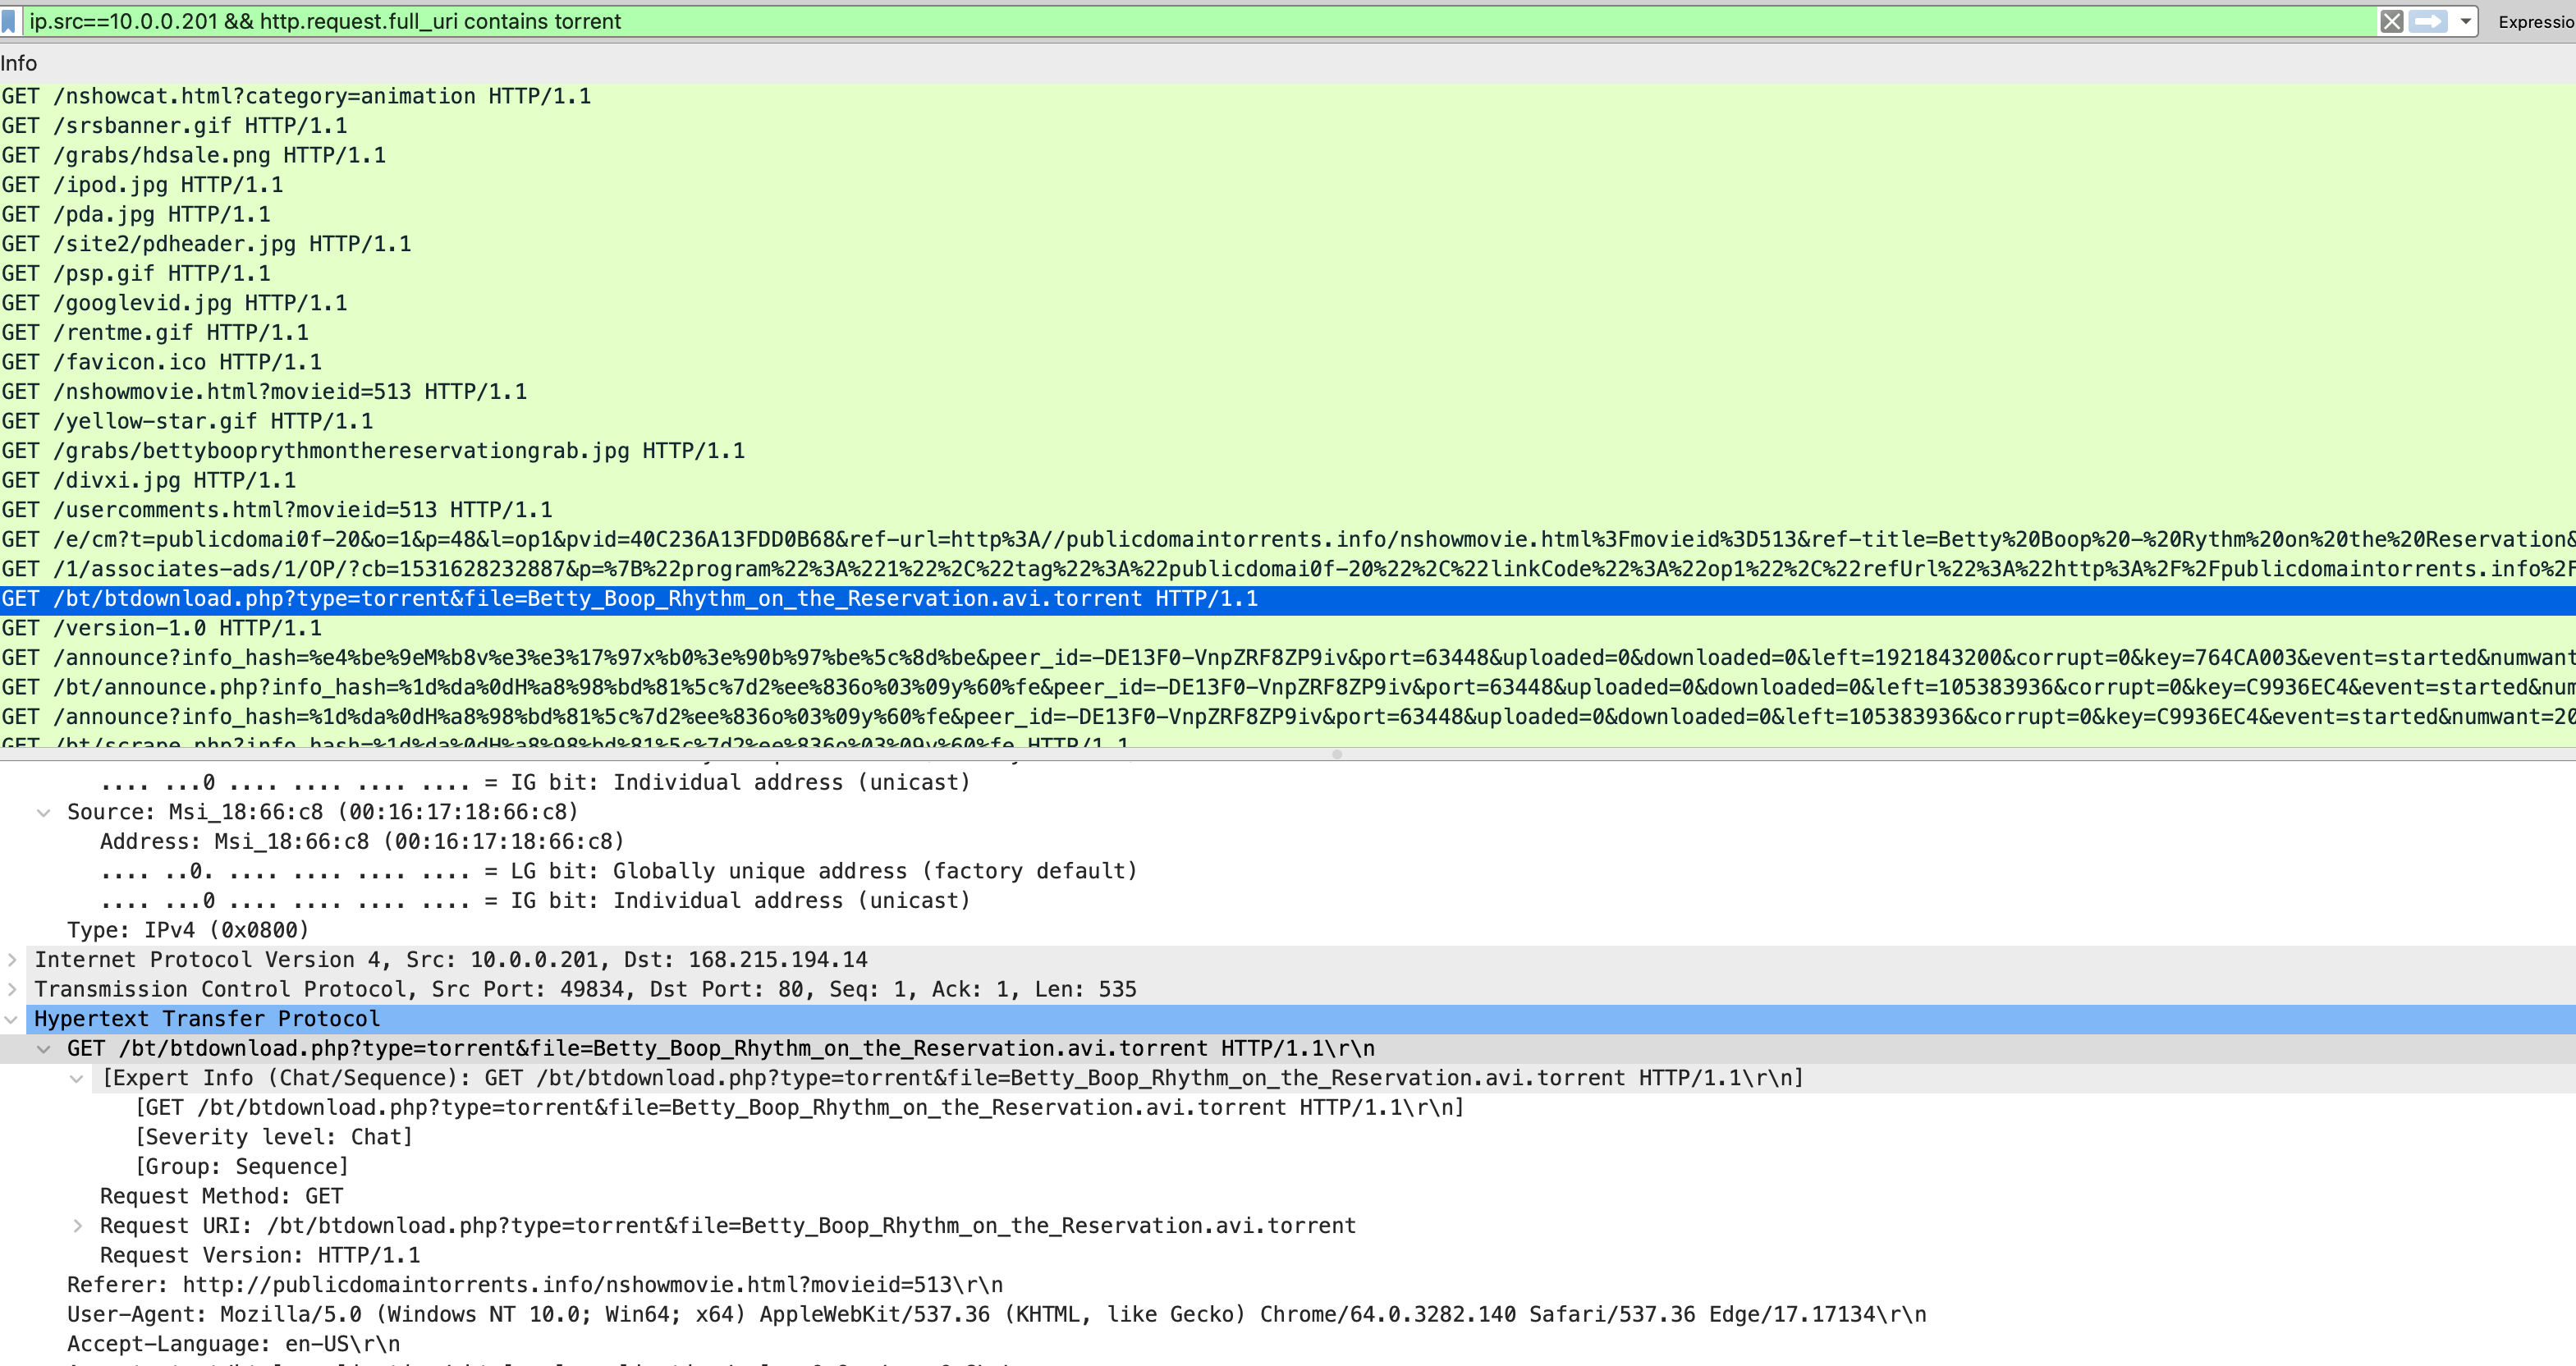 ip.src==10.0.0.201 && http.request.full_uri contains torrent
Expressio
Info
GET /nshowcat.html?category=animation HTTP/1.1
GET /srsbanner.gif HTTP/1.1
GET /grabs/hdsale.png HTTP/1.1
GET /ipod.jpg HTTP/1.1
GET /pda.jpg HTTP/1.1
GET /site2/pdheader.jpg HTTP/1.1
GET /psp.gif HTTP/1.1
GET /googlevid.jpg HTTP/1.1
GET /rentme.gif HTTP/1.1
GET /favicon.ico HTTP/1.1
GET /nshowmovie.html?movieid=513 HTTP/1.1
GET /yellow-star.gif HTTP/1.1
GET /grabs/bettybooprythmonthereservationgrab.jpg HTTP/1.1
GET /divxi.jpg HTTP/1.1
GET /usercomments.html?movieid=513 HTTP/1.1
GET /e/cm?t=publicdomai0f-20&o=1&p=48&l=op1&pvid=40C236A13FDD0B68&ref-url=http%3A//publicdomaintorrents.info/nshowmovie.html%3Fmovieid%3D513&ref-title=Betty%20Boop%20-%20Rythm%20on%20the%20Reservation&
GET /1/associates-ads/1/OP/?cb=1531628232887&p=%7B%22program%22%3A%221%22%2C%22tag%22%3A%22publicdomai0f-20%22%2C%22linkCode%22%3A%22op1%22%2C%22refUrl%22%3A%22http%3A%2F%2Fpublicdomaintorrents.info%2F
GET /bt/btdownload.php?type=torrent&file=Betty_Boop_Rhythm_on_the_Reservation.avi.torrent HTTP/1.1
GET /version-1.0 HTTP/1.1
GET /announce?info_hash=%e4%be%9eM%b8v%e3%e3%17%97x%b0%3e%90b%97%be%5c%8d%be&peer_id=-DE13F0-VnpZRF8ZP9iv&port=63448&uploaded=0&downloaded=0&left=1921843200&corrupt=0&key=764CA003&event=started&numwant
GET /bt/announce.php?info_hash=%1d%da%0dH%a8%98%bd%81%5c%7d2%ee%836o%03%09y%60%fe&peer_id=-DE13F0-VnpZRF8ZP9iv&port=63448&uploaded=0&downloaded=0&left=105383936&corrupt=0&key=C9936EC4&event=started&num
GET /announce?info_hash=%1d%da%0dH%a8%98%bd%81%5c%7d2%ee%836o%03%09y%60%fe&peer_id=-DE13F0-VnpZRF8ZP9iv&port=63448&uploaded=0&downloaded=0&left=105383936&corrupt=0&key=C9936EC4&event=started&numwant=20
GET /bt/scrape.php?info_hash=%1d%da%0dH%a8%98%bd%81%5c%7d2%ee%836o%03%09y%60%fe HTTP/1.1
.... ...0 .... .... .... .... = IG bit: Individual address (unicast)
Source: Msi_18:66:c8 (00:16:17:18:66:c8)
Address: Msi_18:66:c8 (00:16:17:18:66:c8)
.... ..0. .... .... .... .... = LG bit: Globally unique address (factory default)
.... ...0 .... .... .... .... = IG bit: Individual address (unicast)
Type: IPv4 (0x0800)
Internet Protocol Version 4, Src: 10.0.0.201, Dst: 168.215.194.14
Transmission Control Protocol, Src Port: 49834, Dst Port: 80, Seq: 1, Ack: 1, Len: 535
Hypertext Transfer Protocol
GET /bt/btdownload.php?type=torrent&file=Betty_Boop_Rhythm_on_the_Reservation.avi.torrent HTTP/1.1\r\n
[Expert Info (Chat/Sequence): GET /bt/btdownload.php?type=torrent&file=Betty_Boop_Rhythm_on_the_Reservation.avi.torrent HTTP/1.1\r\n]
[GET /bt/btdownload.php?type=torrent&file=Betty_Boop_Rhythm_on_the_Reservation.avi.torrent HTTP/1.1\r\n]
[Severity level: Chat]
[Group: Sequence]
Request Method: GET
Request URI: /bt/btdownload.php?type=torrent&file=Betty_Boop_Rhythm_on_the_Reservation.avi.torrent
Request Version: HTTP/1.1
Referer: http://publicdomaintorrents.info/nshowmovie.html?movieid=513\r\n
User-Agent: Mozilla/5.0 (Windows NT 10.0; Win64; x64) AppleWebKit/537.36 (KHTML, like Gecko) Chrome/64.0.3282.140 Safari/537.36 Edge/17.17134\r\n
Accept-Language: en-US\r\n